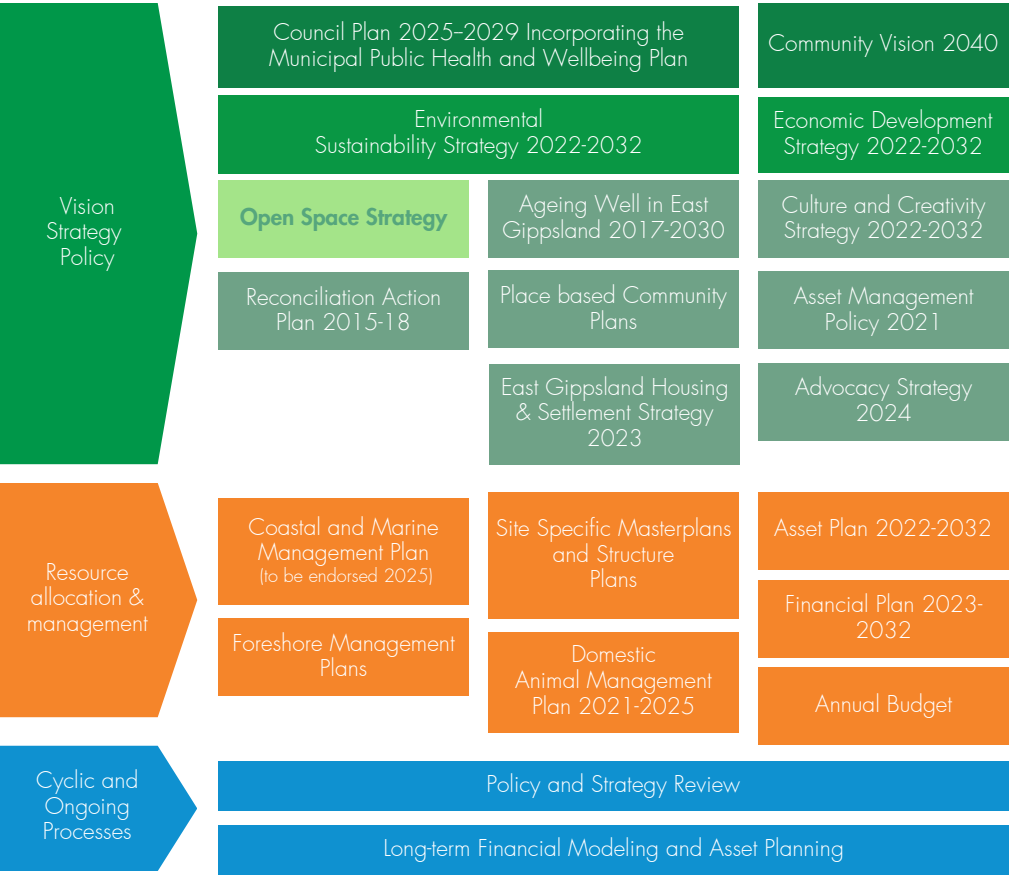 Vision
Strategy
Policy
Council Plan 2025–2029 Incorporating the
Municipal Public Health and Wellbeing Plan
Community Vision 2040
Environmental
Sustainability Strategy 2022-2032
Economic Development
Strategy 2022-2032
Open Space Strategy
Ageing Well in East
Gippsland 2017-2030
Culture and Creativity
Strategy 2022-2032
Reconciliation Action
Plan 2015-18
Place based Community
Plans
Asset Management
Policy 2021
East Gippsland Housing
& Settlement Strategy
2023
Advocacy Strategy
2024
Resource
allocation &
management
Coastal and Marine
Management Plan
(to be endorsed 2025)
Site Specific Masterplans
and Structure
Plans
Asset Plan 2022-2032
Foreshore Management
Plans
Domestic
Animal Management
Plan 2021-2025
Financial Plan 2023-
2032
Annual Budget
Cyclic and
Ongoing
Processes
Policy and Strategy Review
Long-term Financial Modeling and Asset Planning